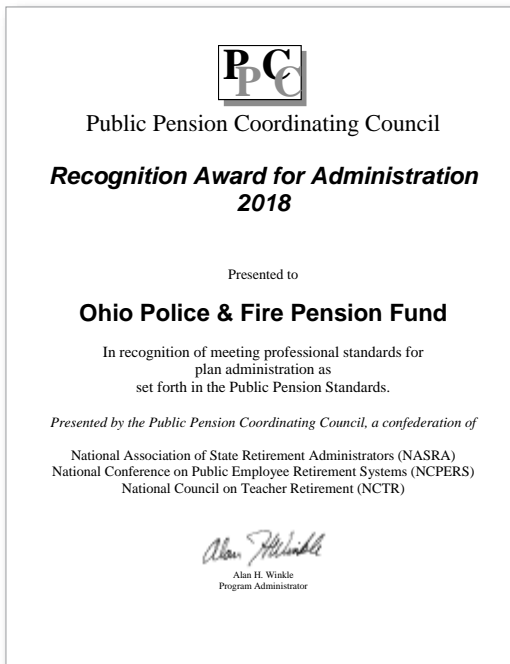 PPCC
Public Pension Coordinating Council
Recognition Award for Administration
2018
Presented to
Ohio Police & Fire Pension Fund
In recognition of meeting professional standards for
plan administration as
set forth in the Public Pension Standards.
Presented by the Public Pension Coordinating Council, a confederation of
National Association of State Retirement Administrators (NASRA)
National Conference on Public Employee Retirement Systems (NCPERS)
National Council on Teacher Retirement (NCTR)
Alan H. Winkle
Alan H. Winkle
Program Administrator